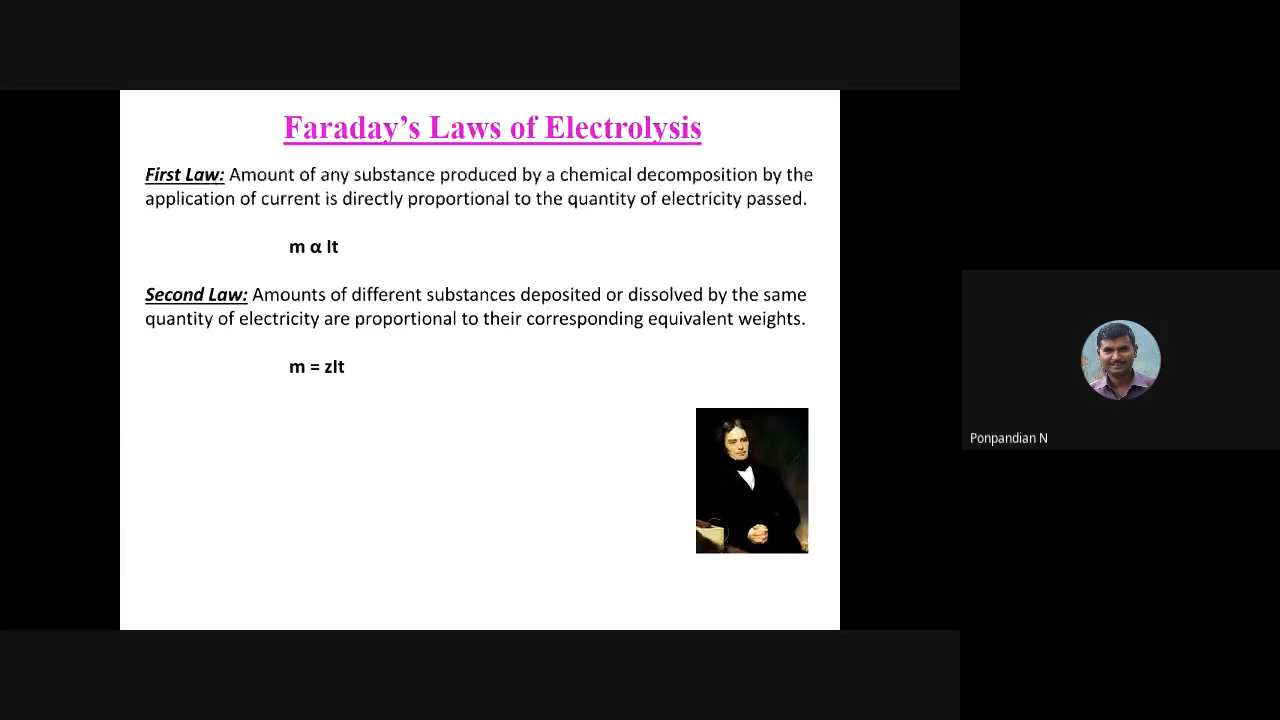 Faraday’s Laws of Electrolysis
First Law: Amount of any substance produced by a chemical decomposition by the
application of current is directly proportional to the quantity of electricity passed.
m α It
Second Law: Amounts of different substances deposited or dissolved by the same
quantity of electricity are proportional to their corresponding equivalent weights.
m = zIt
Ponpandian N